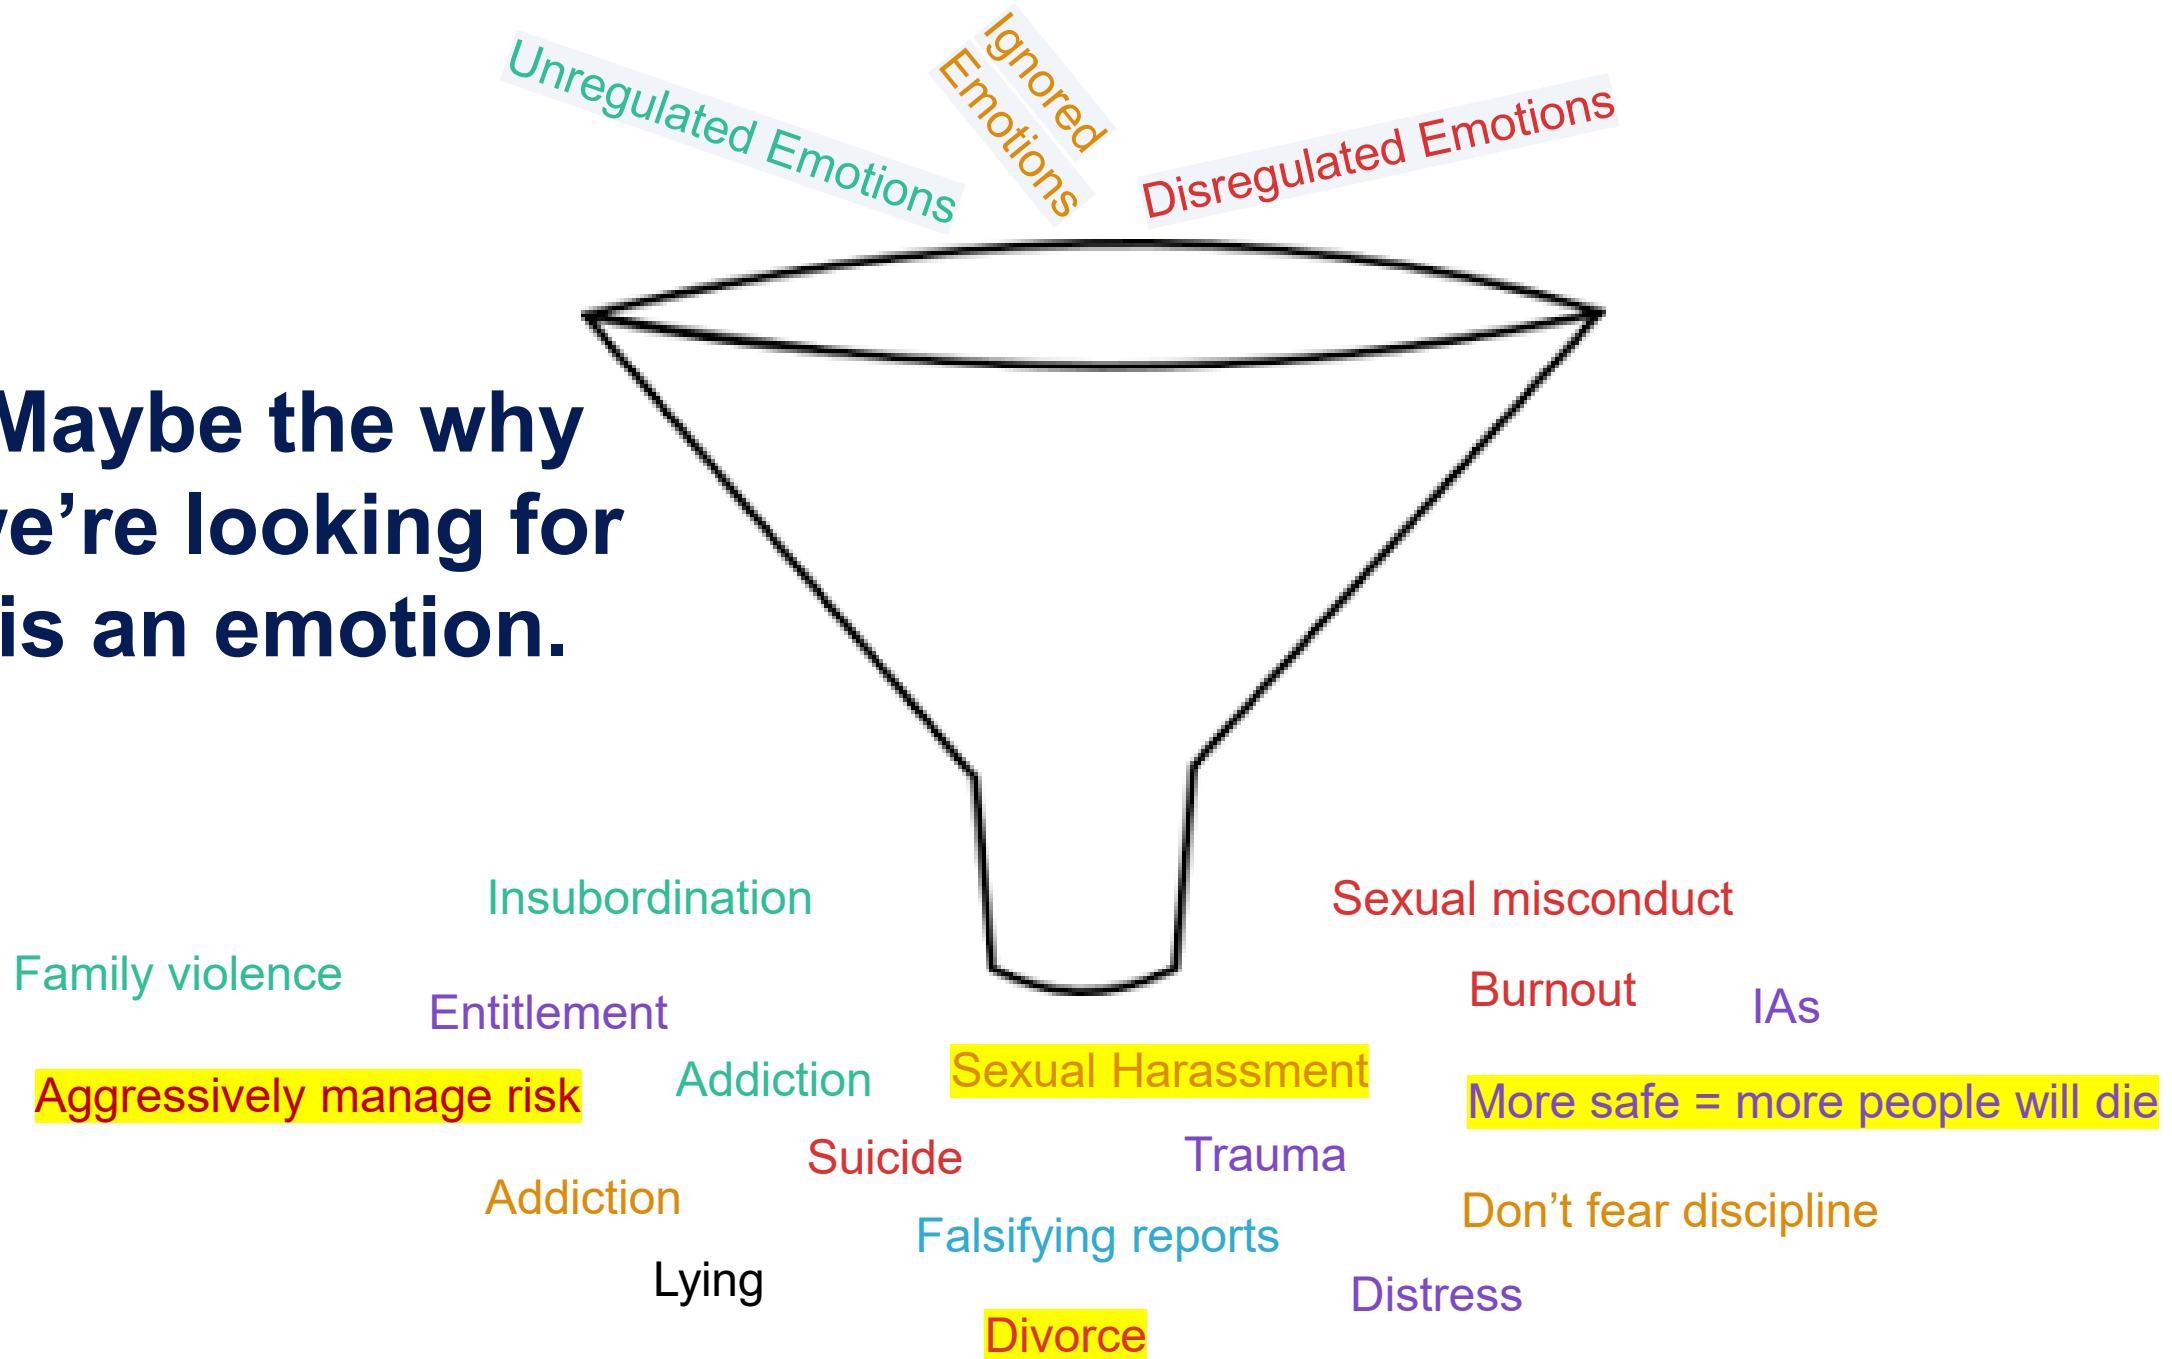 Unregulated Emotions
Ignored
Emotions
Disregulated Emotions
Maybe the why
we're looking for
is an emotion.
Insubordination
Sexual misconduct
Family violence
Entitlement
Burnout
IAs
Aggressively manage risk
Addiction
Sexual Harassment
More safe = more people will die
Suicide
Trauma
Addiction
Don’t fear discipline
Falsifying reports
Lying
Distress
Divorce